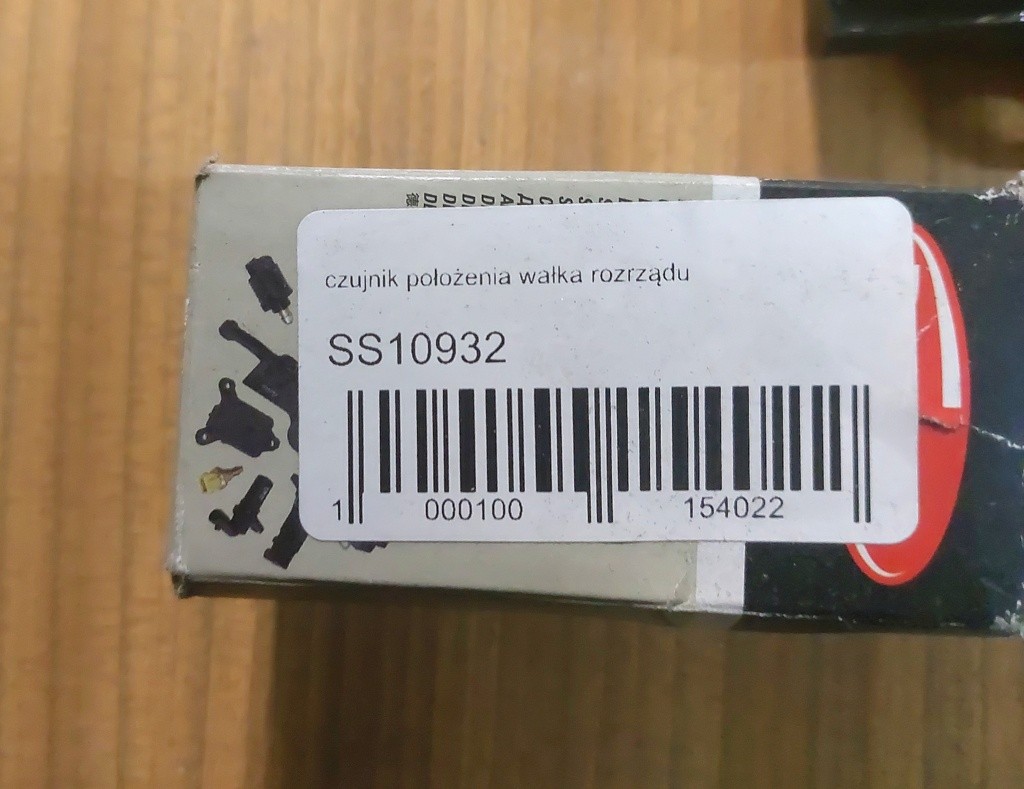 czujnik położenia wałka rozrządu
SS10932
1 000100 154022